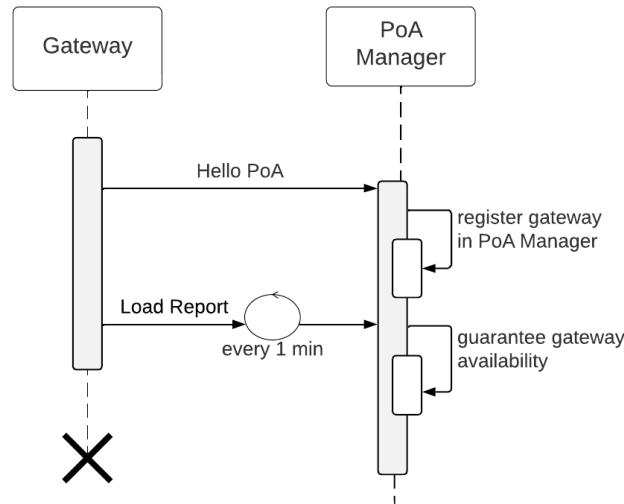 Gateway
PoA
Manager
Hello PoA
register gateway
in PoA Manager
Load Report
every 1 min
guarantee gateway
availability